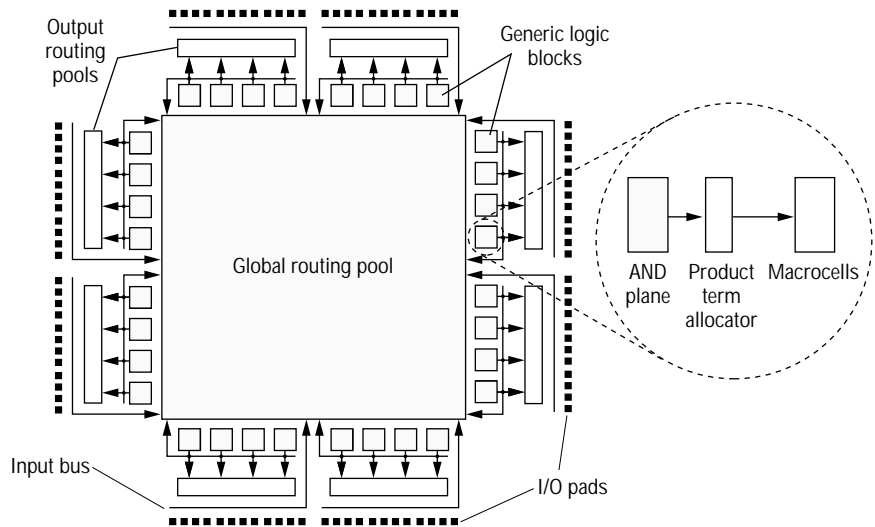 Output
routing
pools
Generic logic
blocks
Global routing pool
AND
plane
Product
term
allocator
Macrocells
Input bus
I/O pads